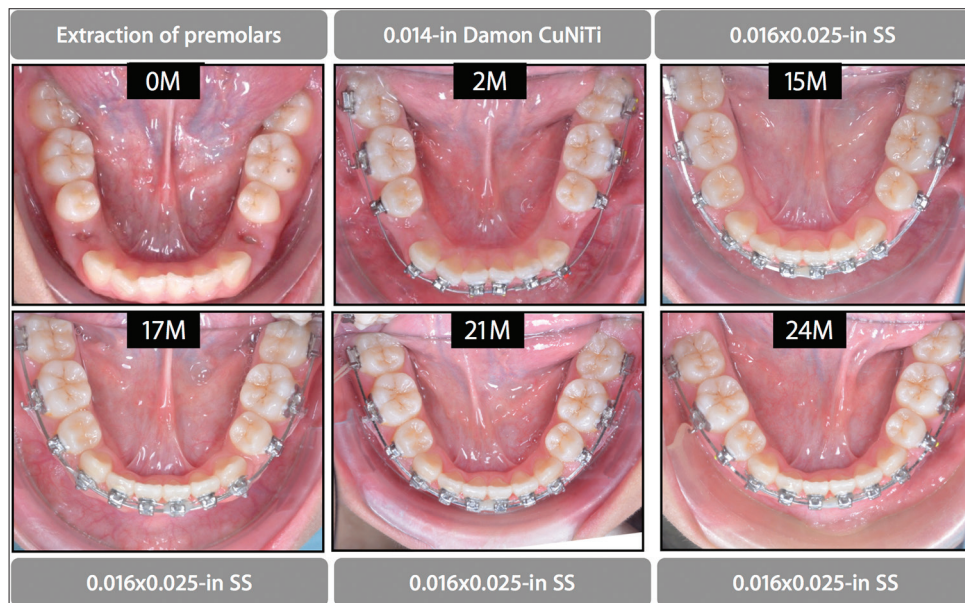 Extraction of premolars
0.014-in Damon CuNiTi
0.016x0.025-in SS
0M
2M
15M
17M
21M
24M
0.016x0.025-in SS
0.016x0.025-in SS
0.016x0.025-in SS